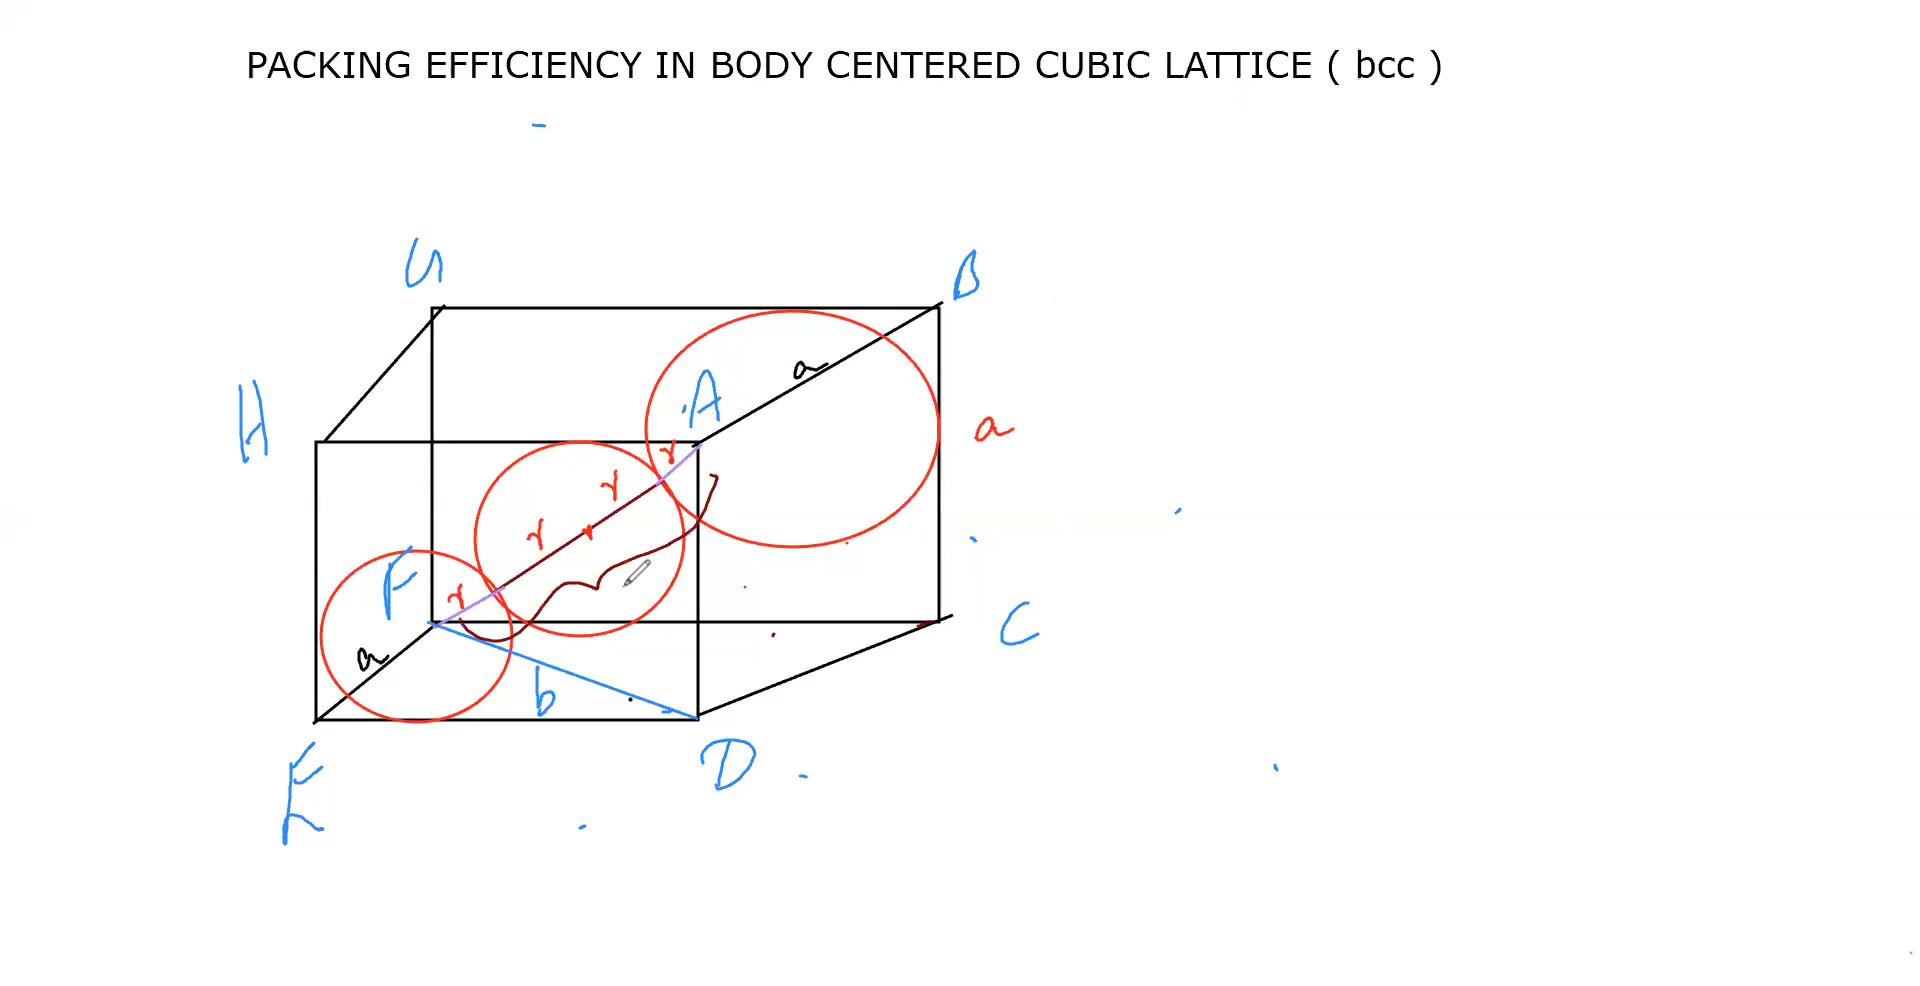 PACKING EFFICIENCY IN BODY CENTERED CUBIC LATTICE ( bcc )
G
B
a
H
A
a
r
r
r
F
r
C
a
b
D
E